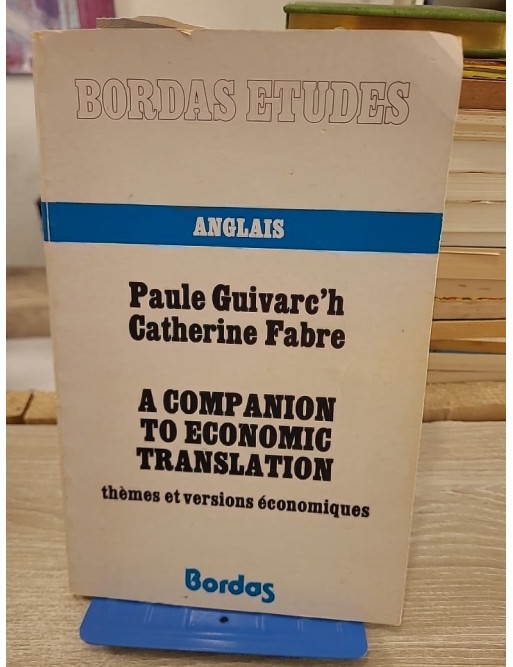 BORDAS ETUDES
ANGLAIS
Paule Guivarc'h
Catherine Fabre
A COMPANION
TO ECONOMIC
TRANSLATION
thèmes et versions économiques
Bordas